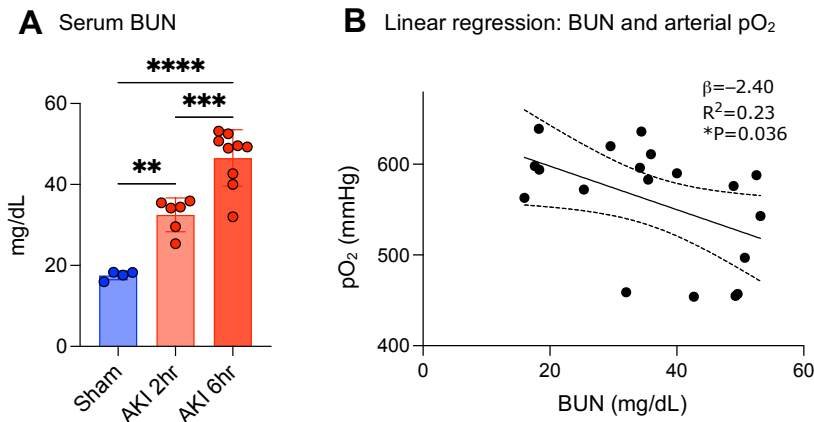 A Serum BUN
****
***
**
60
40
20
0
mg/dL
Sham
AKI 2hr
AKI 6hr
B Linear regression: BUN and arterial pO₂
β=–2.40
R²=0.23
*P=0.036
600
500
400
pO₂ (mmHg)
0 20 40 60
BUN (mg/dL)